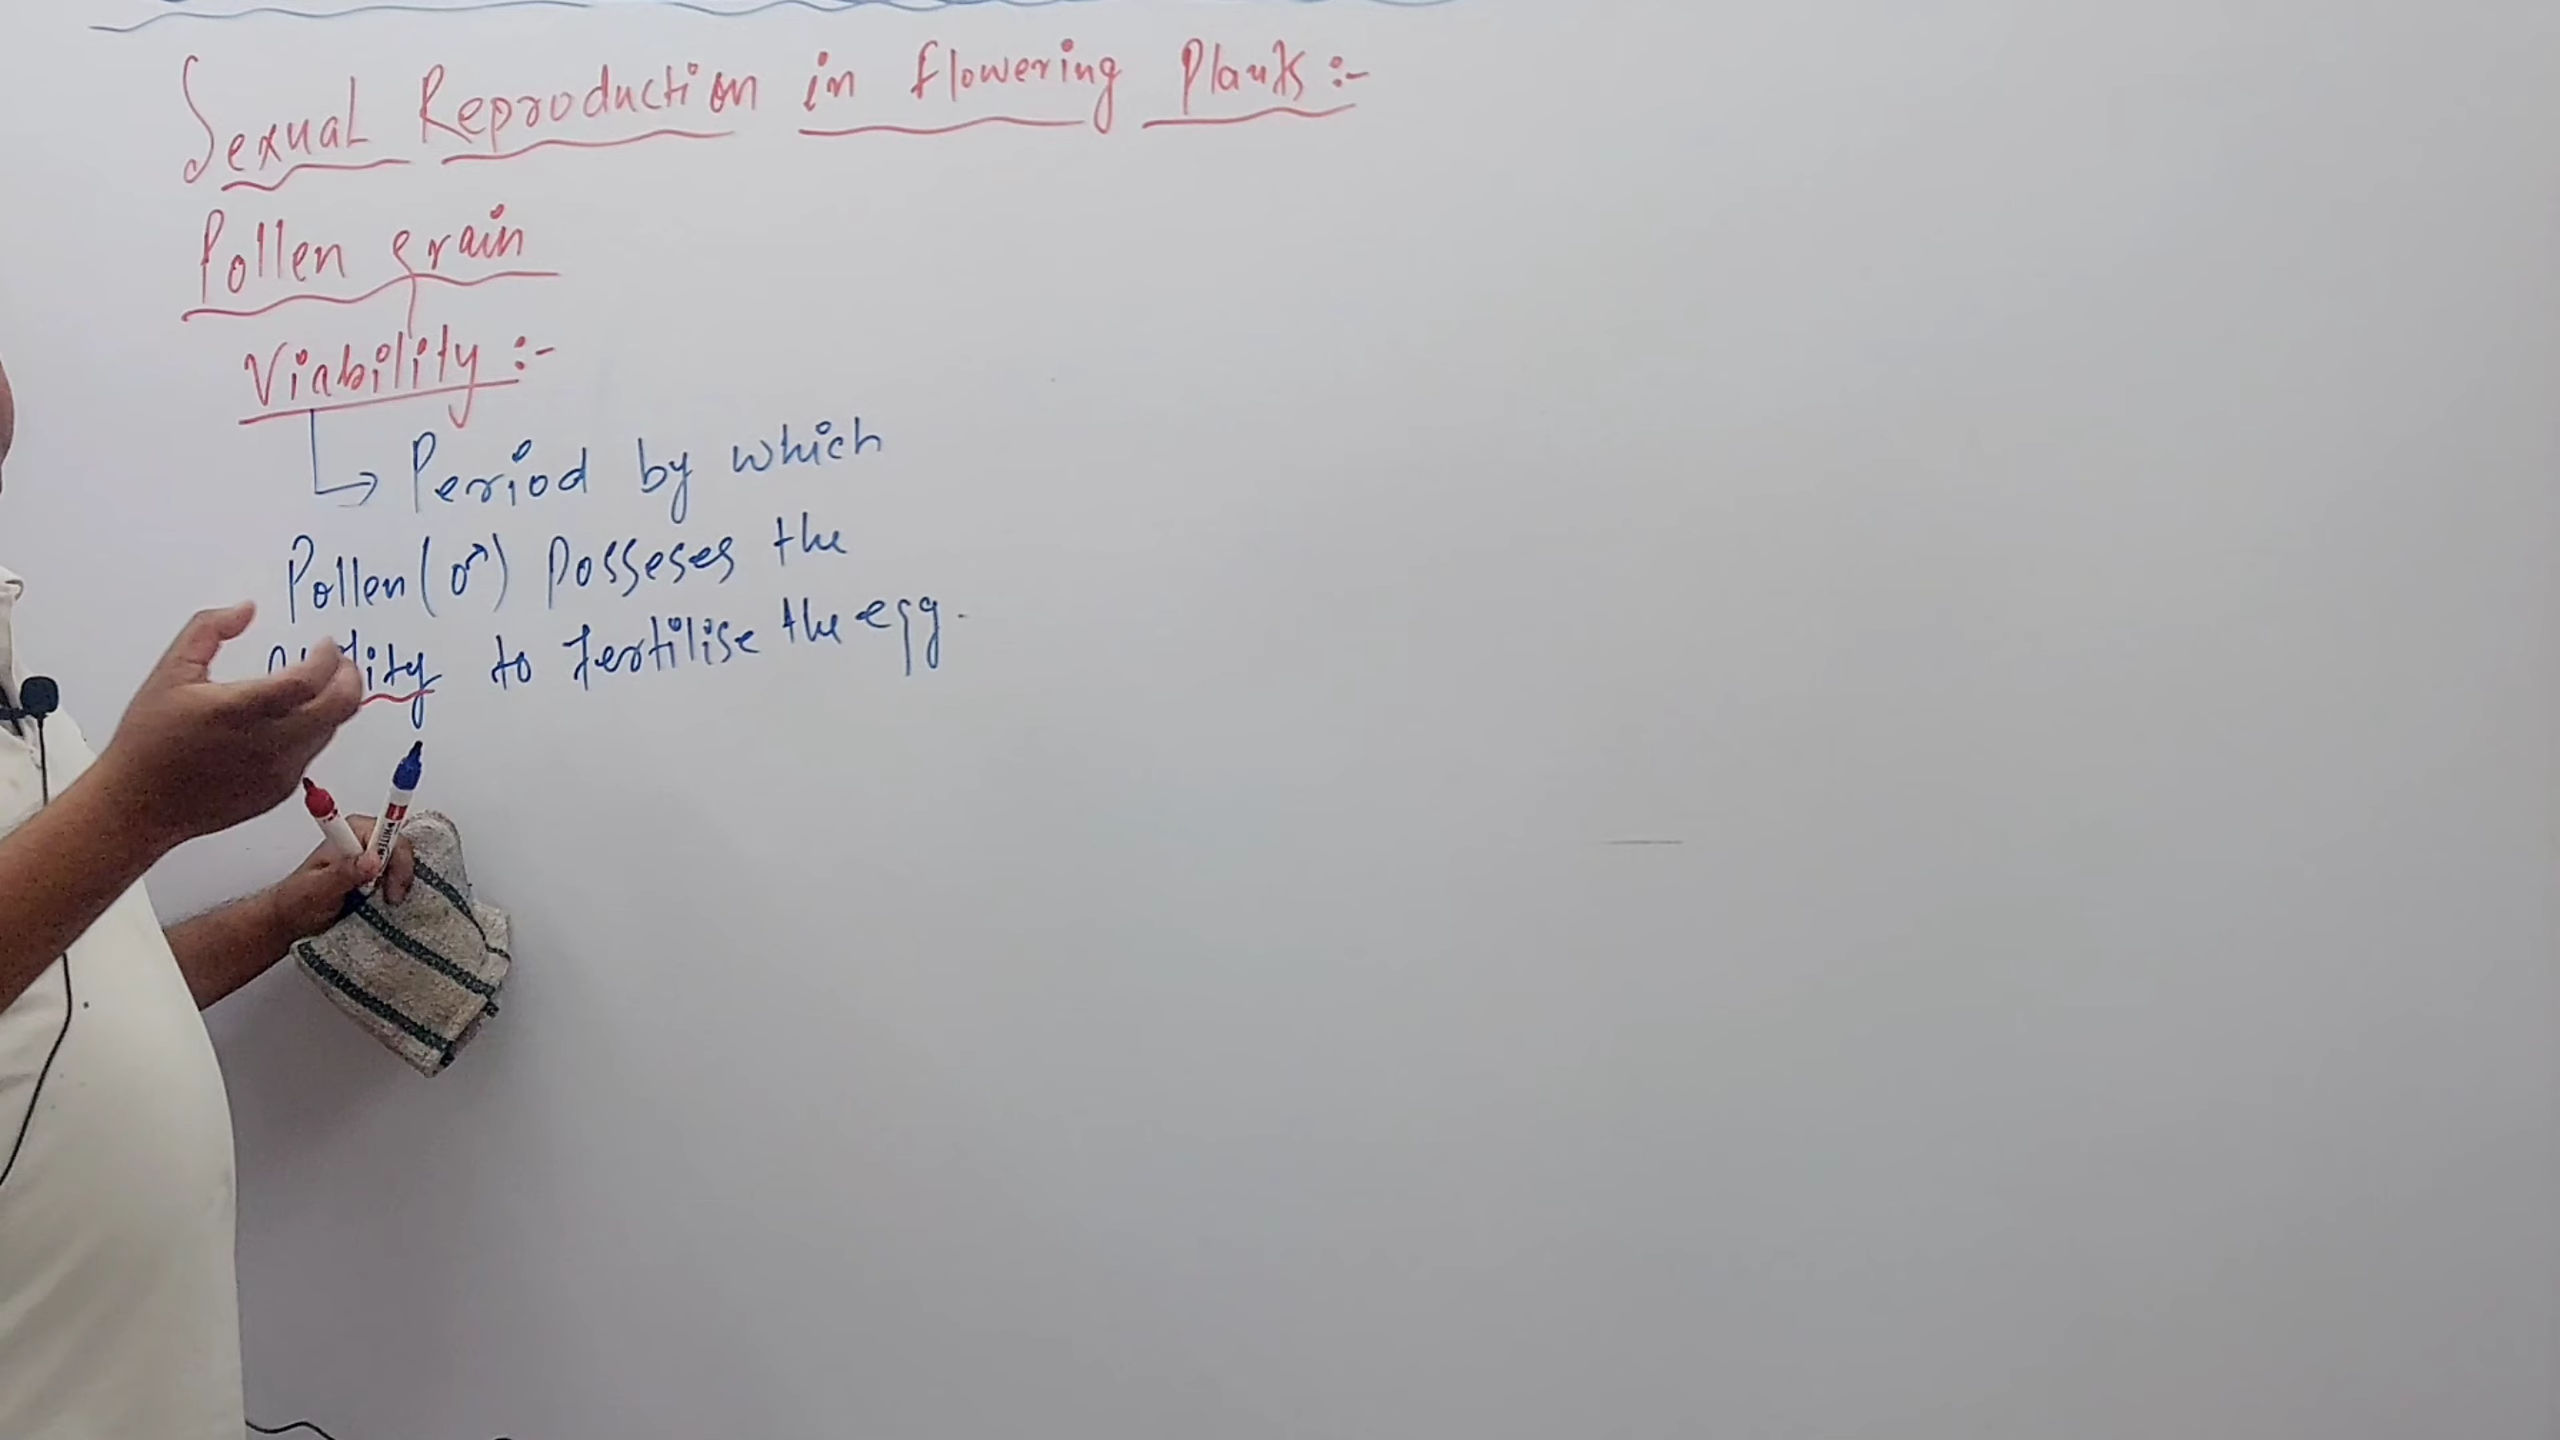 Sexual Reproduction in flowering Plants :-
Pollen grain
Viability :-
Period by which
Pollen (♂) Posseses the
to fertilise the egg.